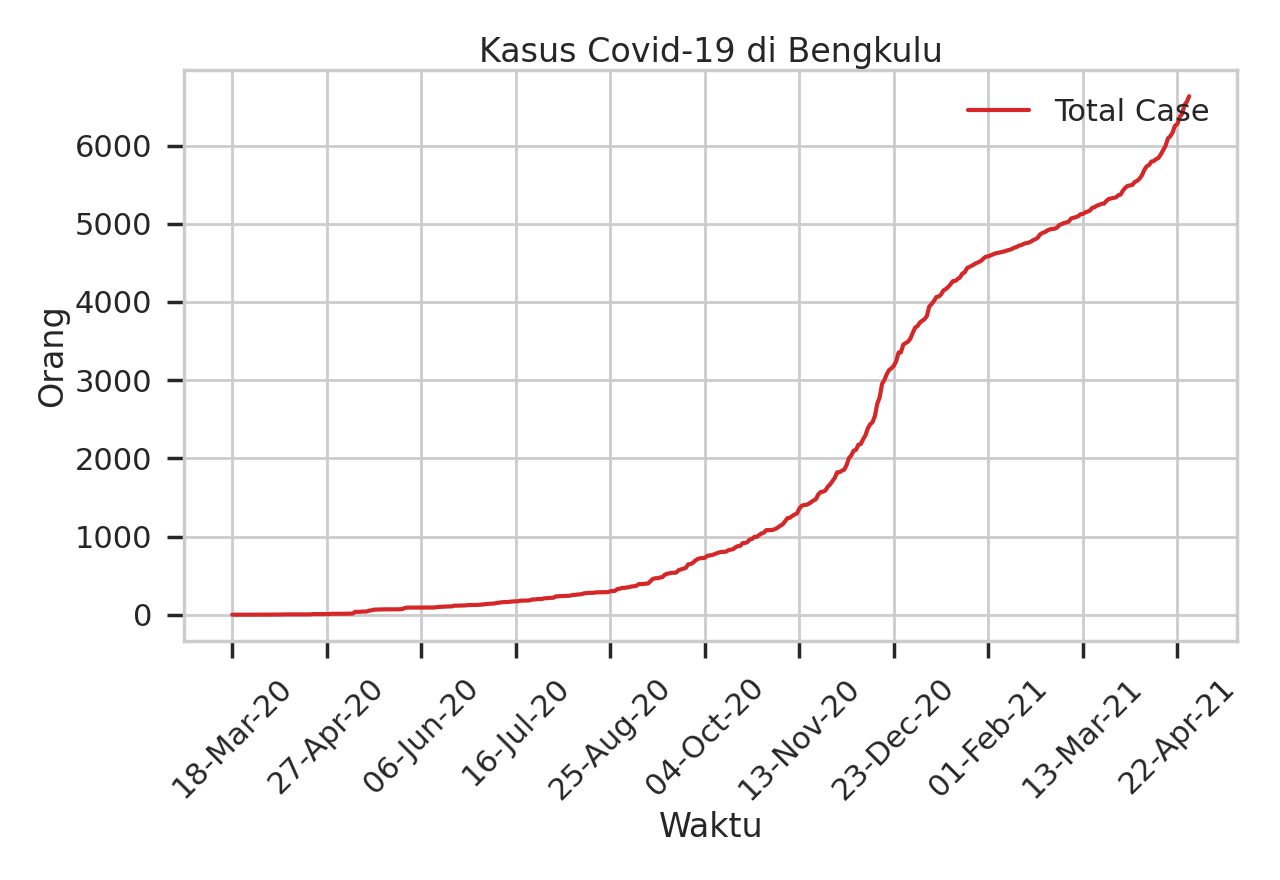 Kasus Covid-19 di Bengkulu
Total Case
Orang
6000
5000
4000
3000
2000
1000
0
18-Mar-20
27-Apr-20
06-Jun-20
16-Jul-20
25-Aug-20
04-Oct-20
13-Nov-20
23-Dec-20
01-Feb-21
13-Mar-21
22-Apr-21
Waktu